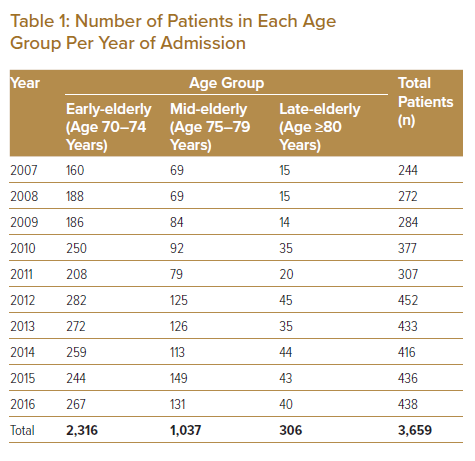 Table 1: Number of Patients in Each Age
Group Per Year of Admission
Year Age Group Total
Patients
(n)
Early-elderly Mid-elderly Late-elderly
(Age 70–74 (Age 75–79 (Age ≥80
Years) Years) Years)
2007 160 69 15 244
2008 188 69 15 272
2009 186 84 14 284
2010 250 92 35 377
2011 208 79 20 307
2012 282 125 45 452
2013 272 126 35 433
2014 259 113 44 416
2015 244 149 43 436
2016 267 131 40 438
Total 2,316 1,037 306 3,659